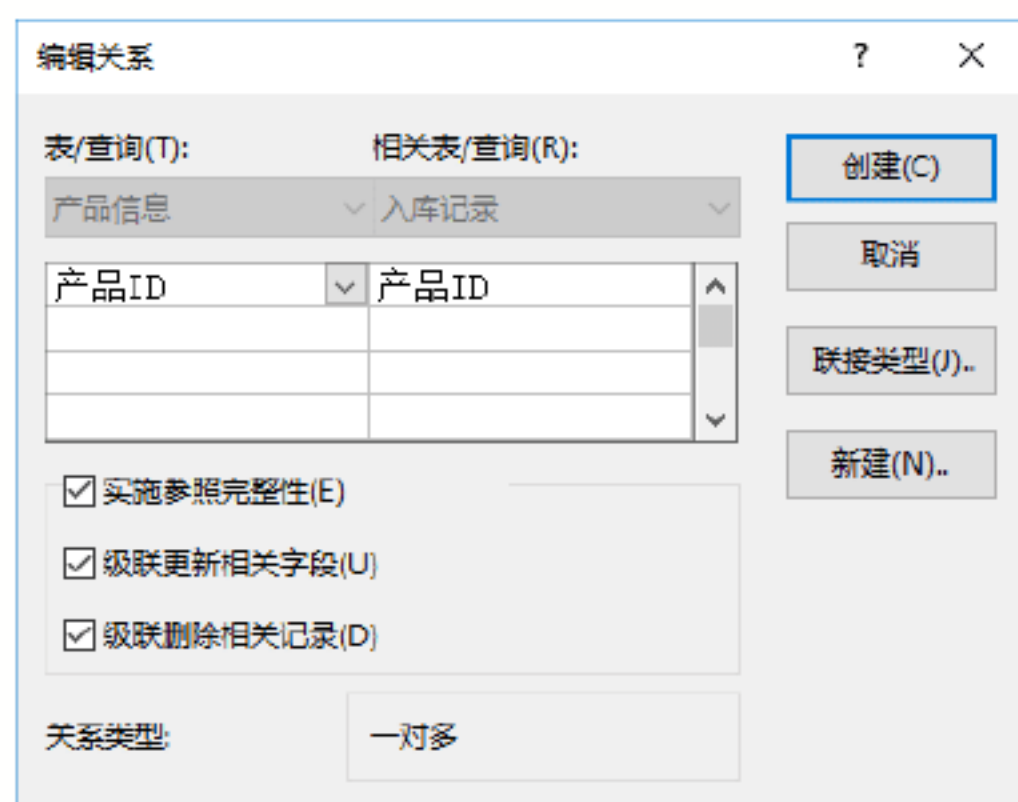 编辑关系
表/查询(T): 相关表/查询(R):
产品信息 入库记录
产品ID 产品ID
实施参照完整性(E)
级联更新相关字段(U)
级联删除相关记录(D)
关系类型: 一对多
创建(C)
取消
联接类型(J)..
新建(N)..